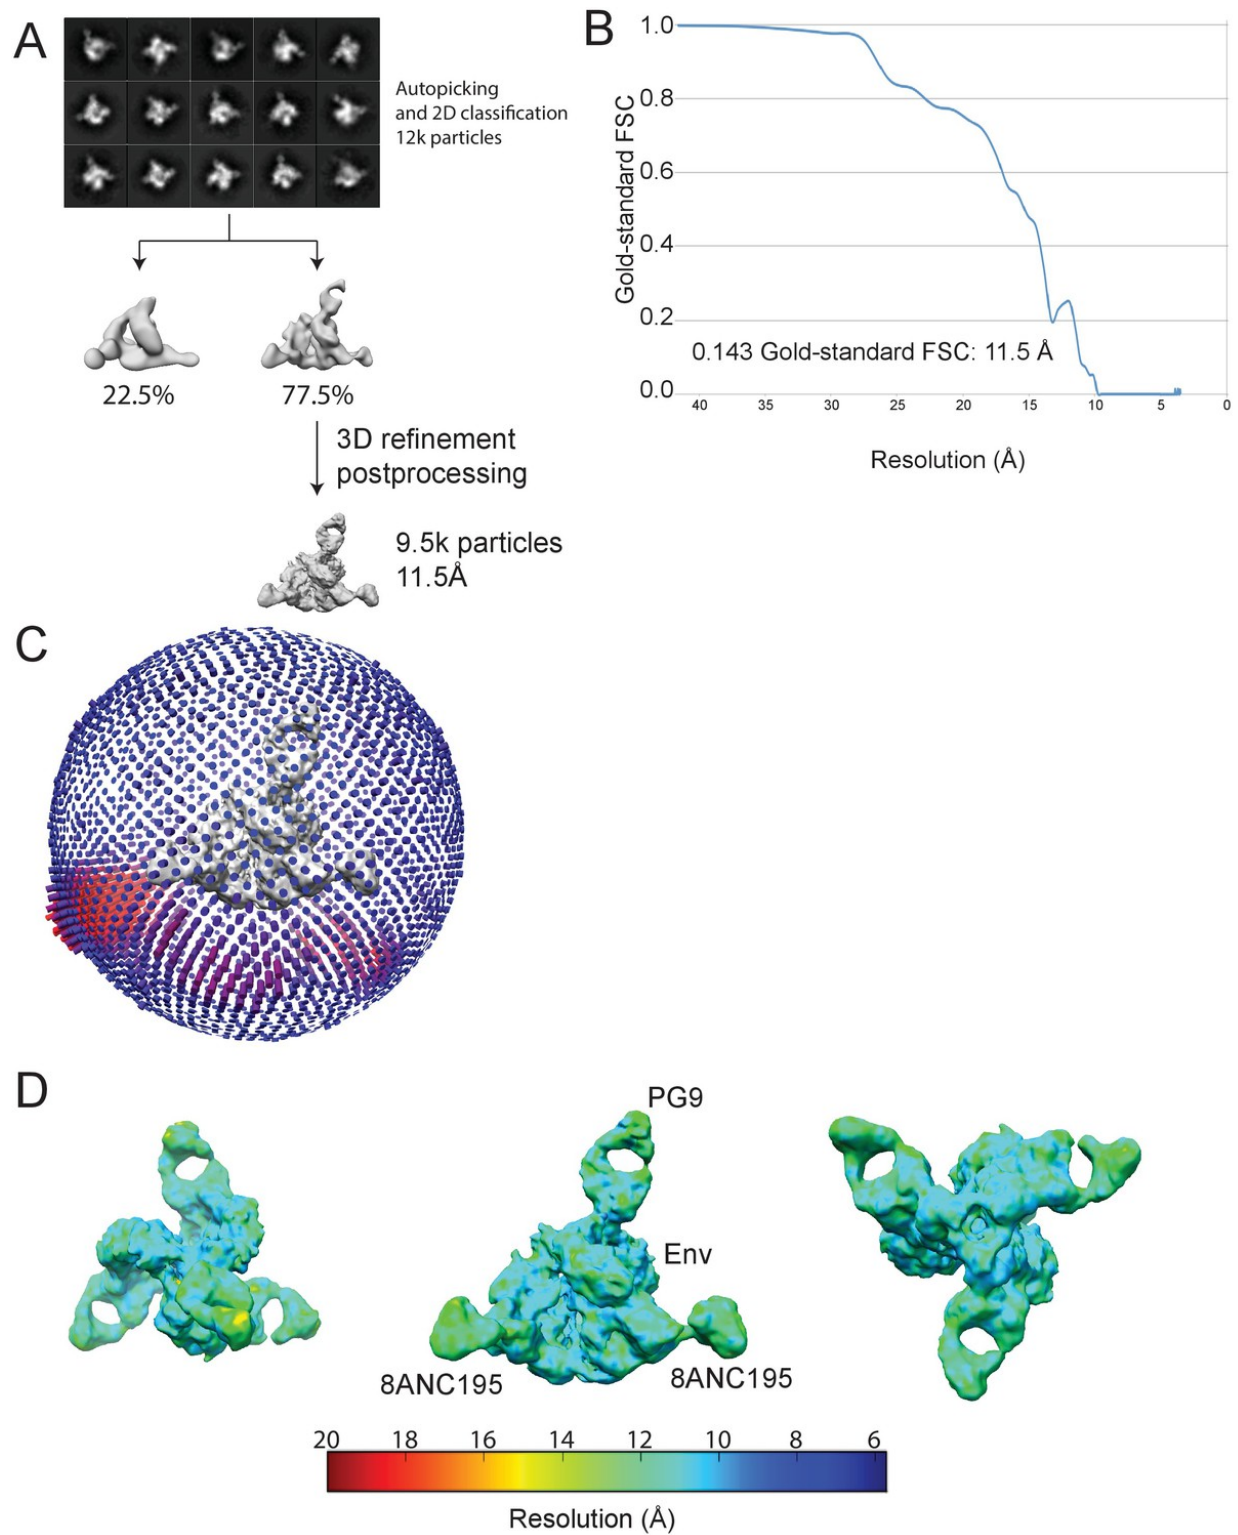 A
Autopicking
and 2D classification
12k particles
22.5%
77.5%
3D refinement
postprocessing
9.5k particles
11.5Å
B
Gold-standard FSC
1.0
0.8
0.6
0.4
0.2
0.0
0.143 Gold-standard FSC: 11.5 Å
40 35 30 25 20 15 10 5 0
Resolution (Å)
C
D
PG9
Env
8ANC195
8ANC195
20 18 16 14 12 10 8 6
Resolution (Å)